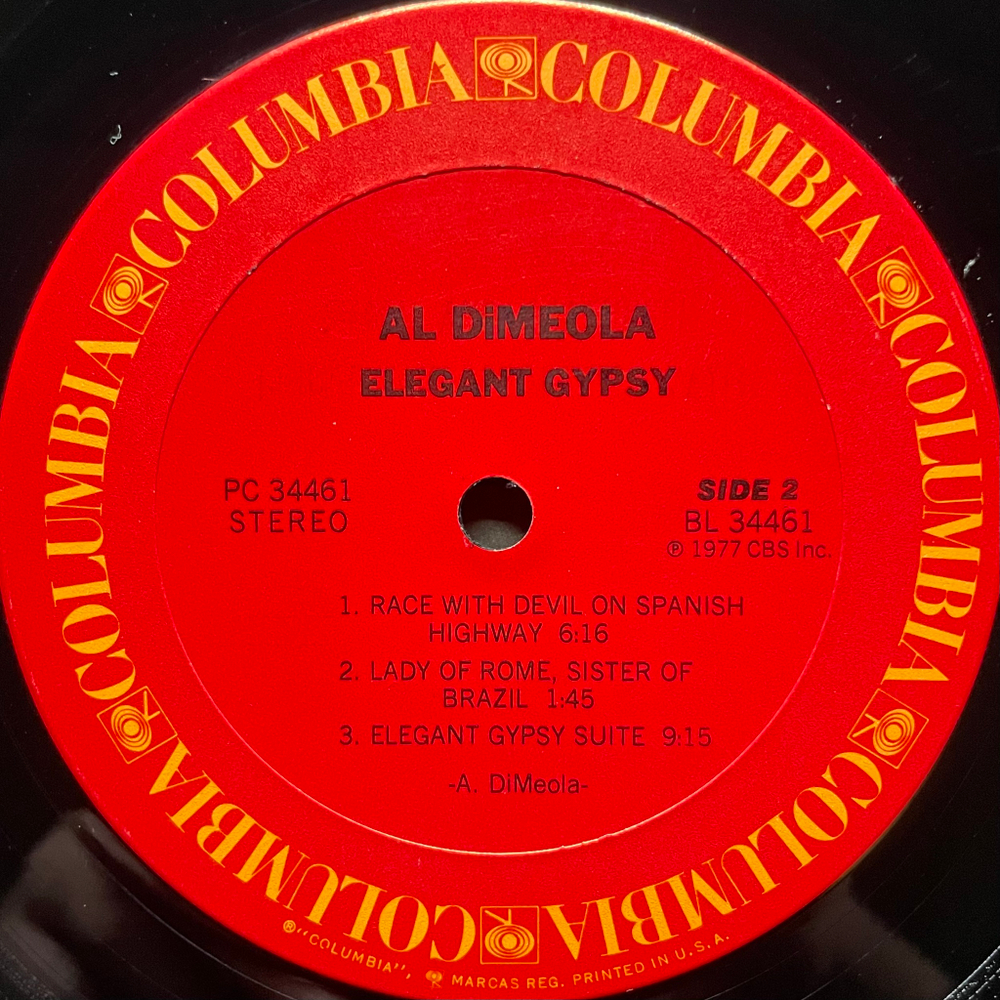 COLUMBIA COLUMBIA COLUMBIA COLUMBIA COLUMBIA COLUMBIA
AL DiMEOLA
ELEGANT GYPSY
PC 34461
STEREO
SIDE 2
BL 34461
℗ 1977 CBS Inc.
1. RACE WITH DEVIL ON SPANISH
HIGHWAY 6:16
2. LADY OF ROME, SISTER OF
BRAZIL 1:45
3. ELEGANT GYPSY SUITE 9:15
-A. DiMeola-
®"COLUMBIA", MARCAS REG. PRINTED IN U.S.A.